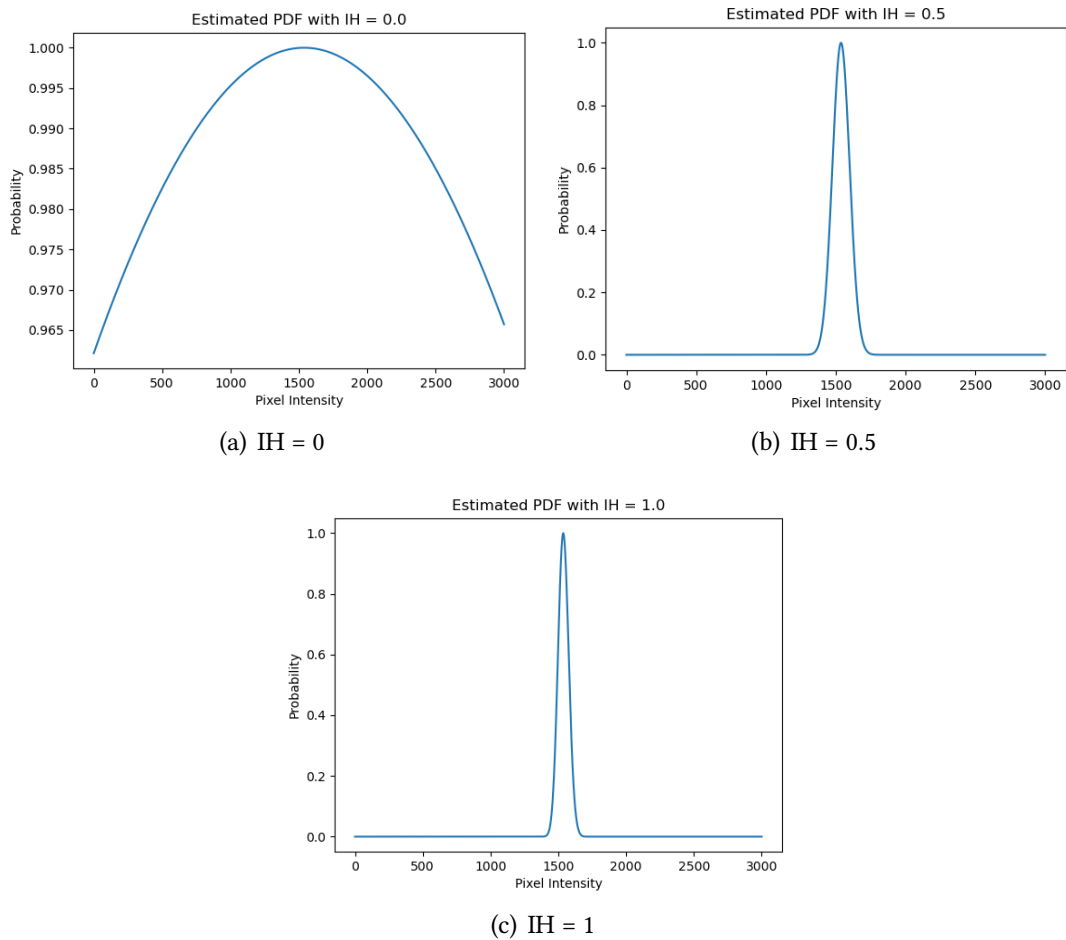 Estimated PDF with IH = 0.0
1.000
0.995
0.990
0.985
0.980
0.975
0.970
0.965
Probability
0 500 1000 1500 2000 2500 3000
Pixel Intensity
(a) IH = 0
Estimated PDF with IH = 0.5
1.0
0.8
0.6
0.4
0.2
0.0
Probability
0 500 1000 1500 2000 2500 3000
Pixel Intensity
(b) IH = 0.5
Estimated PDF with IH = 1.0
1.0
0.8
0.6
0.4
0.2
0.0
Probability
0 500 1000 1500 2000 2500 3000
Pixel Intensity
(c) IH = 1